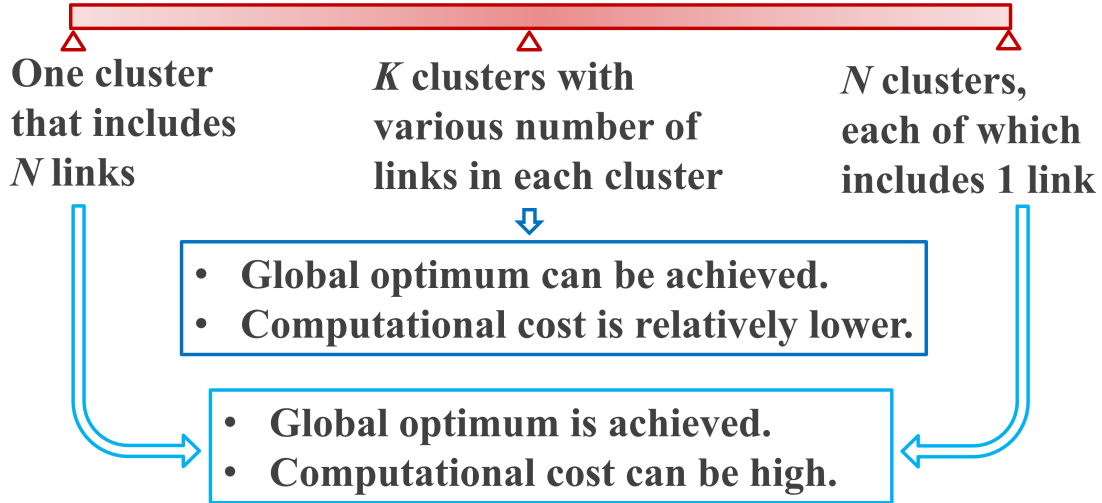 One cluster
that includes
N links
K clusters with
various number of
links in each cluster
N clusters,
each of which
includes 1 link
• Global optimum can be achieved.
• Computational cost is relatively lower.
• Global optimum is achieved.
• Computational cost can be high.